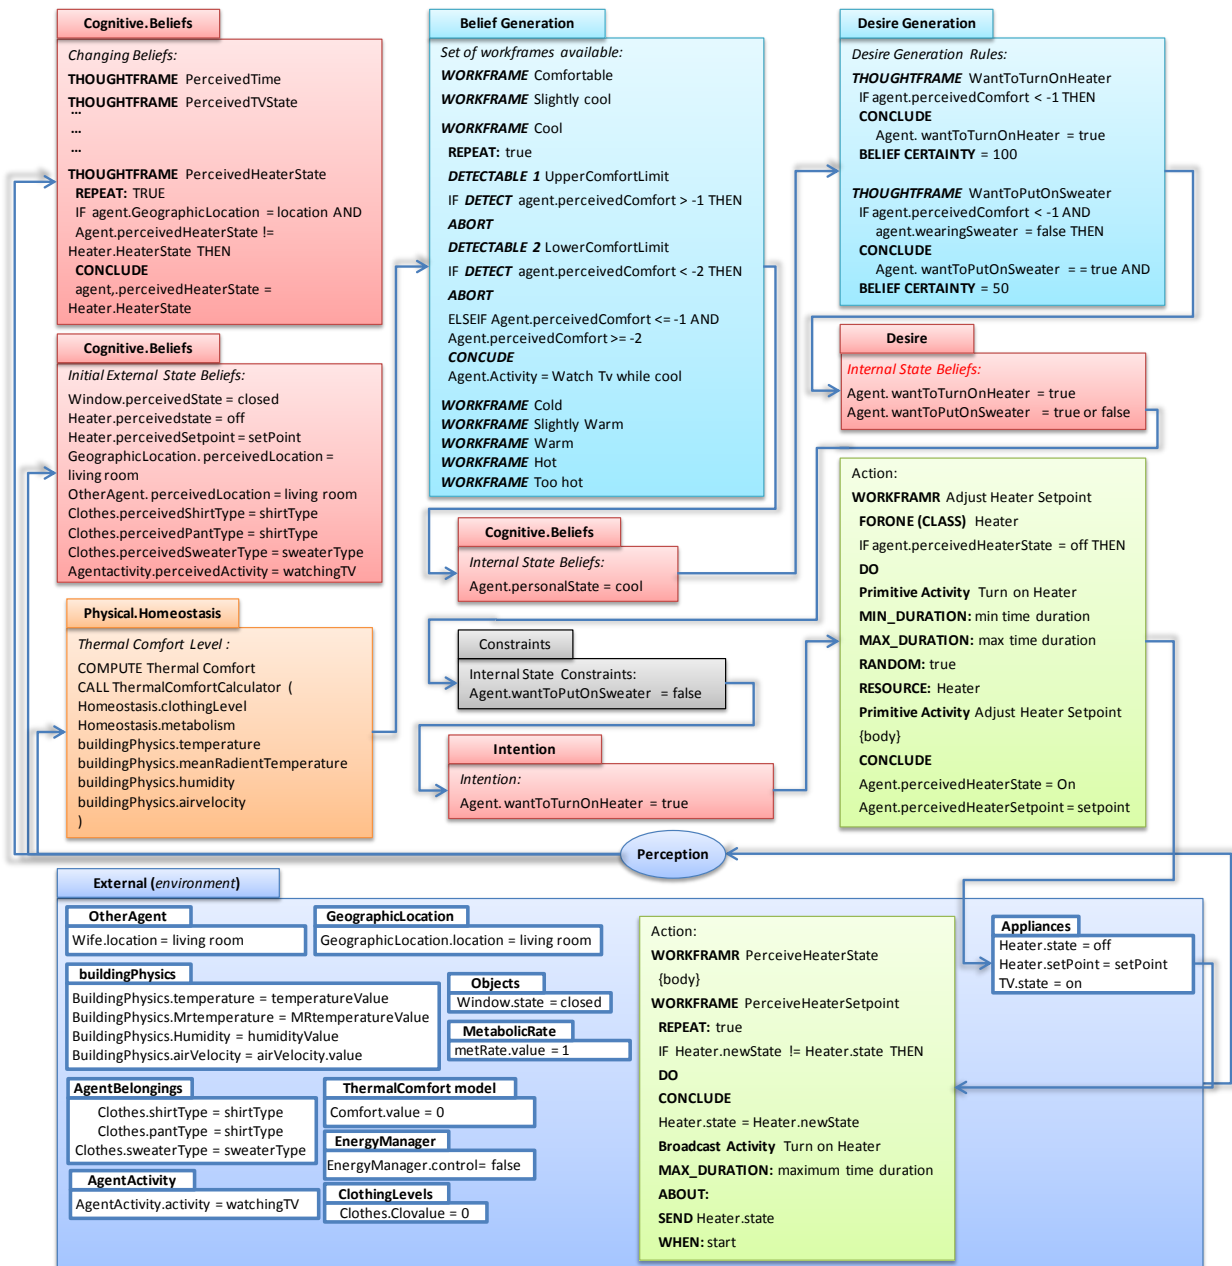 Cognitive.Beliefs
Changing Beliefs:
THOUGHTFRAME PerceivedTime
THOUGHTFRAME PerceivedTVState
...
...
...
THOUGHTFRAME PerceivedHeaterState
REPEAT: TRUE
IF agent.GeographicLocation = location AND
Agent.perceivedHeaterState !=
Heater.HeaterState THEN
CONCLUDE
agent,.perceivedHeaterState =
Heater.HeaterState
Cognitive.Beliefs
Initial External State Beliefs:
Window.perceivedState = closed
Heater.perceivedstate = off
Heater.perceivedSetpoint = setPoint
GeographicLocation. perceivedLocation =
living room
OtherAgent. perceivedLocation = living room
Clothes.perceivedShirtType = shirtType
Clothes.perceivedPantType = shirtType
Clothes.perceivedSweaterType = sweaterType
Agentactivity.perceivedActivity = watchingTV
Physical.Homeostasis
Thermal Comfort Level :
COMPUTE Thermal Comfort
CALL ThermalComfortCalculator (
Homeostasis.clothingLevel
Homeostasis.metabolism
buildingPhysics.temperature
buildingPhysics.meanRadientTemperature
buildingPhysics.humidity
buildingPhysics.airvelocity
)
Belief Generation
Set of workframes available:
WORKFRAME Comfortable
WORKFRAME Slightly cool
WORKFRAME Cool
REPEAT: true
DETECTABLE 1 UpperComfortLimit
IF DETECT agent.perceivedComfort > -1 THEN
ABORT
DETECTABLE 2 LowerComfortLimit
IF DETECT agent.perceivedComfort < -2 THEN
ABORT
ELSEIF Agent.perceivedComfort <= -1 AND
Agent.perceivedComfort >= -2
CONCUDE
Agent.Activity = Watch Tv while cool
WORKFRAME Cold
WORKFRAME Slightly Warm
WORKFRAME Warm
WORKFRAME Hot
WORKFRAME Too hot
Cognitive.Beliefs
Internal State Beliefs:
Agent.personalState = cool
Constraints
Internal State Constraints:
Agent.wantToPutOnSweater = false
Intention
Intention:
Agent. wantToTurnOnHeater = true
Desire Generation
Desire Generation Rules:
THOUGHTFRAME WantToTurnOnHeater
IF agent.perceivedComfort < -1 THEN
CONCLUDE
Agent. wantToTurnOnHeater = true
BELIEF CERTAINTY = 100
THOUGHTFRAME WantToPutOnSweater
IF agent.perceivedComfort < -1 AND
agent.wearingSweater = false THEN
CONCLUDE
Agent. wantToPutOnSweater = = true AND
BELIEF CERTAINTY = 50
Desire
Internal State Beliefs:
Agent. wantToTurnOnHeater = true
Agent. wantToPutOnSweater = true or false
Action:
WORKFRAMR Adjust Heater Setpoint
FORONE (CLASS) Heater
IF agent.perceivedHeaterState = off THEN
DO
Primitive Activity Turn on Heater
MIN_DURATION: min time duration
MAX_DURATION: max time duration
RANDOM: true
RESOURCE: Heater
Primitive Activity Adjust Heater Setpoint
{body}
CONCLUDE
Agent.perceivedHeaterState = On
Agent.perceivedHeaterSetpoint = setpoint
Perception
External (environment)
OtherAgent
Wife.location = living room
GeographicLocation
GeographicLocation.location = living room
buildingPhysics
BuildingPhysics.temperature = temperatureValue
BuildingPhysics.Mrtemperature = MRtemperatureValue
BuildingPhysics.Humidity = humidityValue
BuildingPhysics.airVelocity = airVelocity.value
Objects
Window.state = closed
MetabolicRate
metRate.value = 1
AgentBelongings
Clothes.shirtType = shirtType
Clothes.pantType = shirtType
Clothes.sweaterType = sweaterType
ThermalComfort model
Comfort.value = 0
EnergyManager
EnergyManager.control= false
AgentActivity
AgentActivity.activity = watchingTV
ClothingLevels
Clothes.Clovalue = 0
Action:
WORKFRAMR PerceiveHeaterState
{body}
WORKFRAME PerceiveHeaterSetpoint
REPEAT: true
IF Heater.newState != Heater.state THEN
DO
CONCLUDE
Heater.state = Heater.newState
Broadcast Activity Turn on Heater
MAX_DURATION: maximum time duration
ABOUT:
SEND Heater.state
WHEN: start
Appliances
Heater.state = off
Heater.setPoint = setPoint
TV.state = on